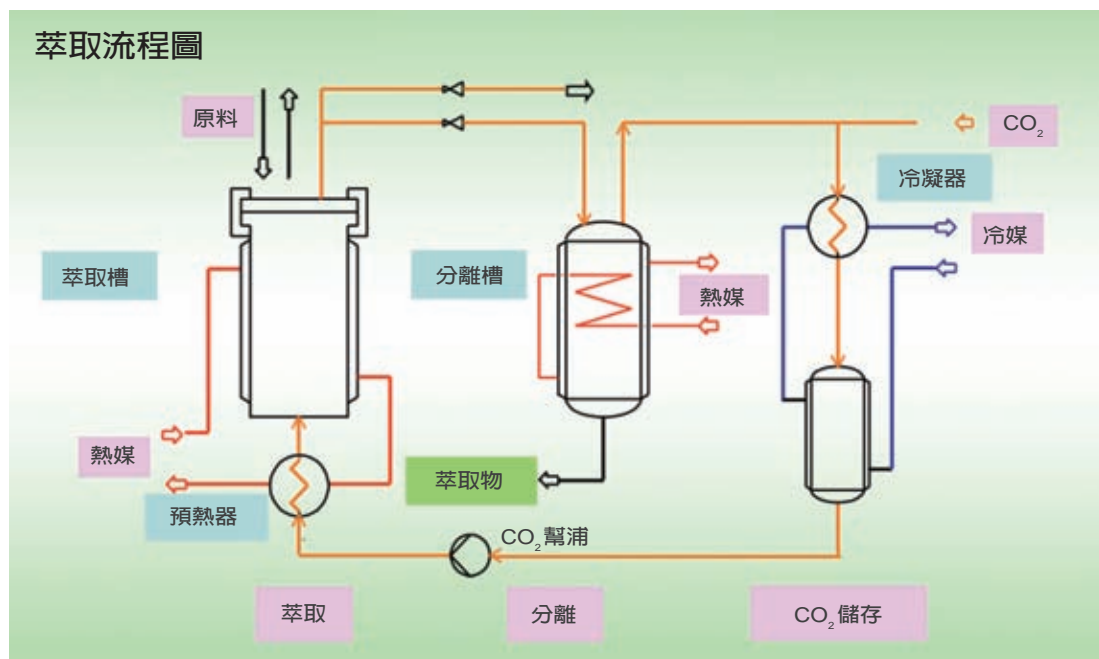 萃取流程圖
原料
CO₂
冷凝器
冷媒
萃取槽
分離槽
熱媒
熱媒
萃取物
預熱器
CO₂幫浦
萃取
分離
CO₂儲存